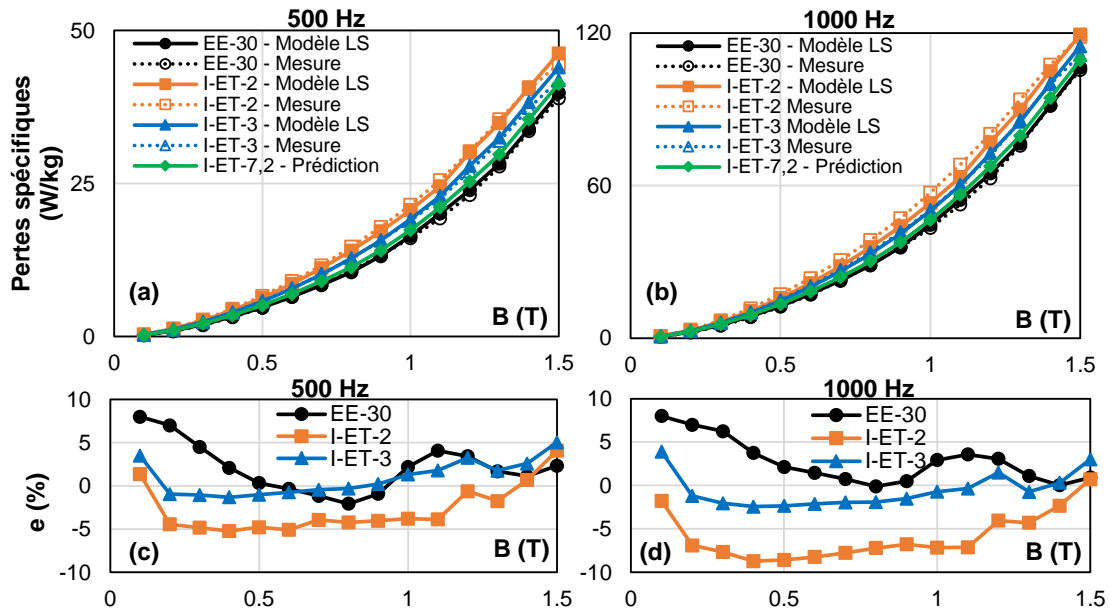 500 Hz
50
25
0
Pertes spécifiques
(W/kg)
EE-30 - Modèle LS
EE-30 - Mesure
I-ET-2 - Modèle LS
I-ET-2 - Mesure
I-ET-3 - Modèle LS
I-ET-3 - Mesure
I-ET-7,2 - Prédiction
(a)
B (T)
0
0.5
1
1.5
1000 Hz
120
60
0
EE-30 - Modèle LS
EE-30 - Mesure
I-ET-2 - Modèle LS
I-ET-2 Mesure
I-ET-3 Modèle LS
I-ET-3 Mesure
I-ET-7,2 - Prédiction
(b)
B (T)
0
0.5
1
1.5
500 Hz
10
5
0
-5
-10
e (%)
EE-30
I-ET-2
I-ET-3
(c)
B (T)
0
0.5
1
1.5
1000 Hz
10
5
0
-5
-10
EE-30
I-ET-2
I-ET-3
(d)
B (T)
0
0.5
1
1.5